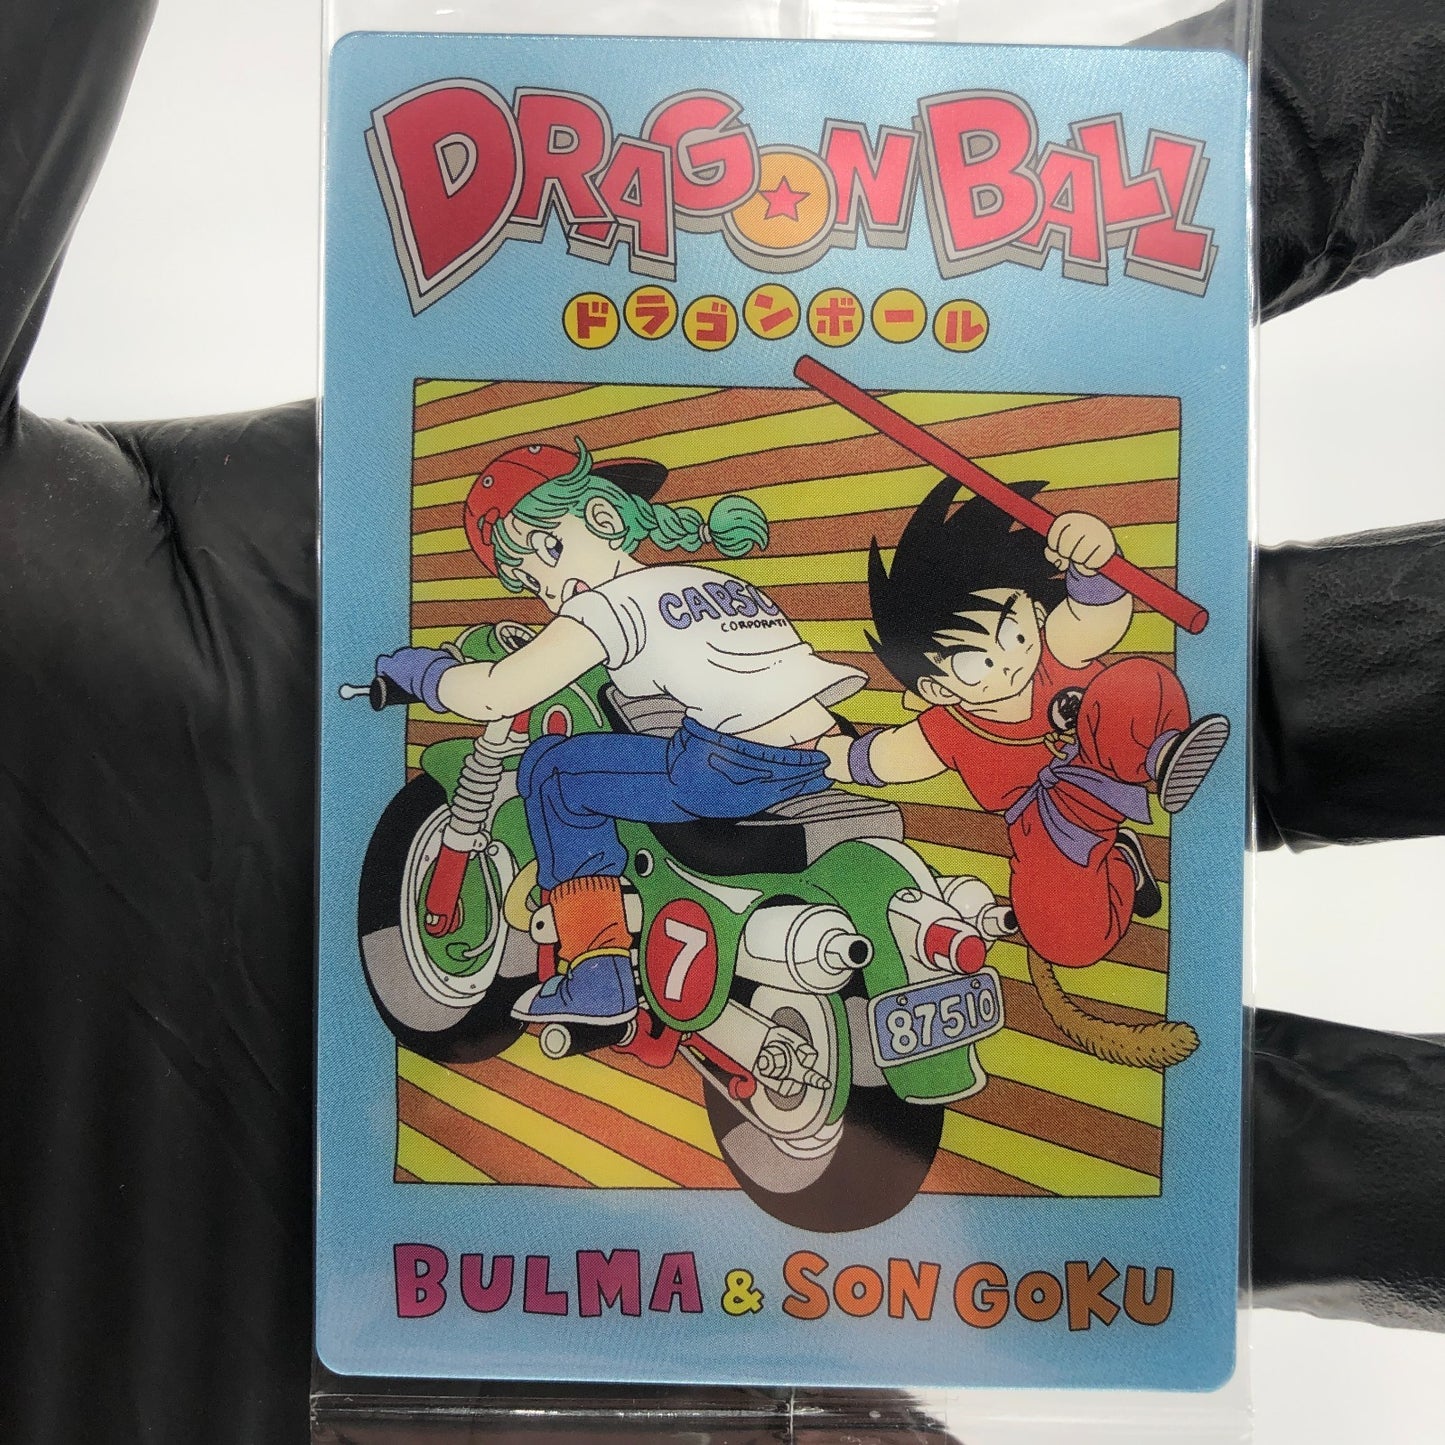 DRAGON BALL
ドラゴンボール
CAPSU
CORPORATI
7
87510
BULMA & SON GOKU